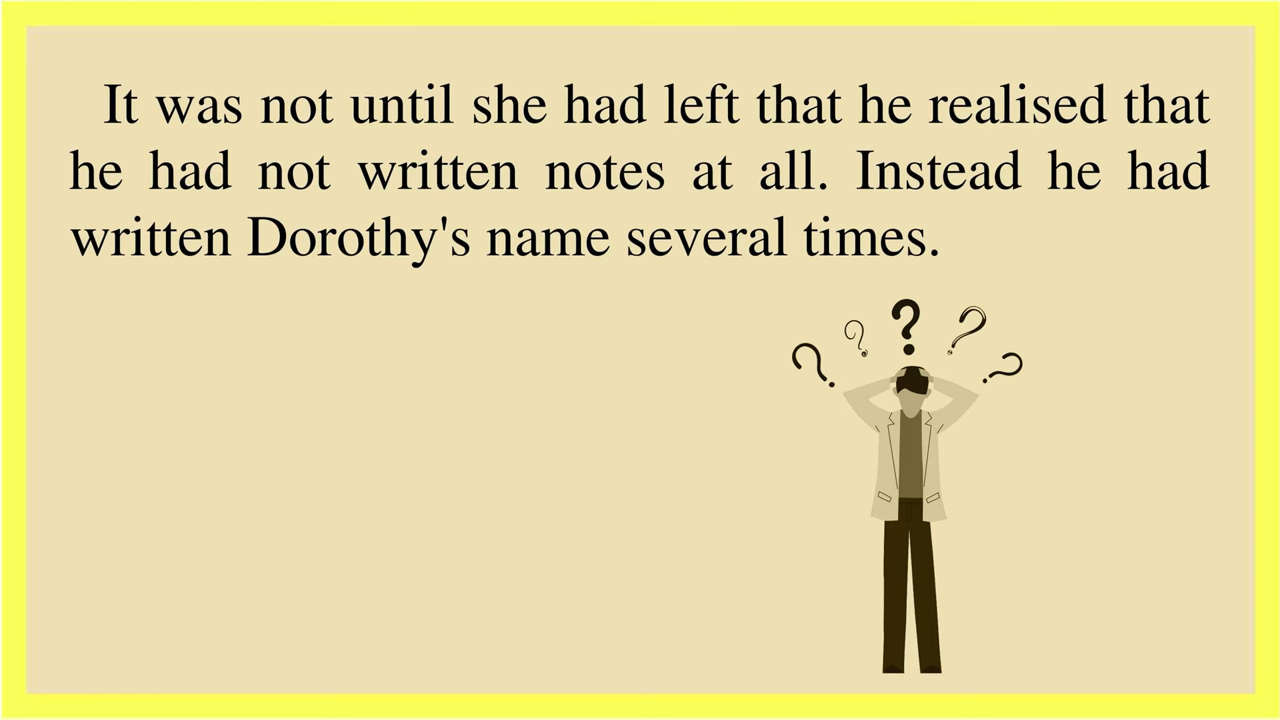 It was not until she had left that he realised that
he had not written notes at all. Instead he had
written Dorothy's name several times.